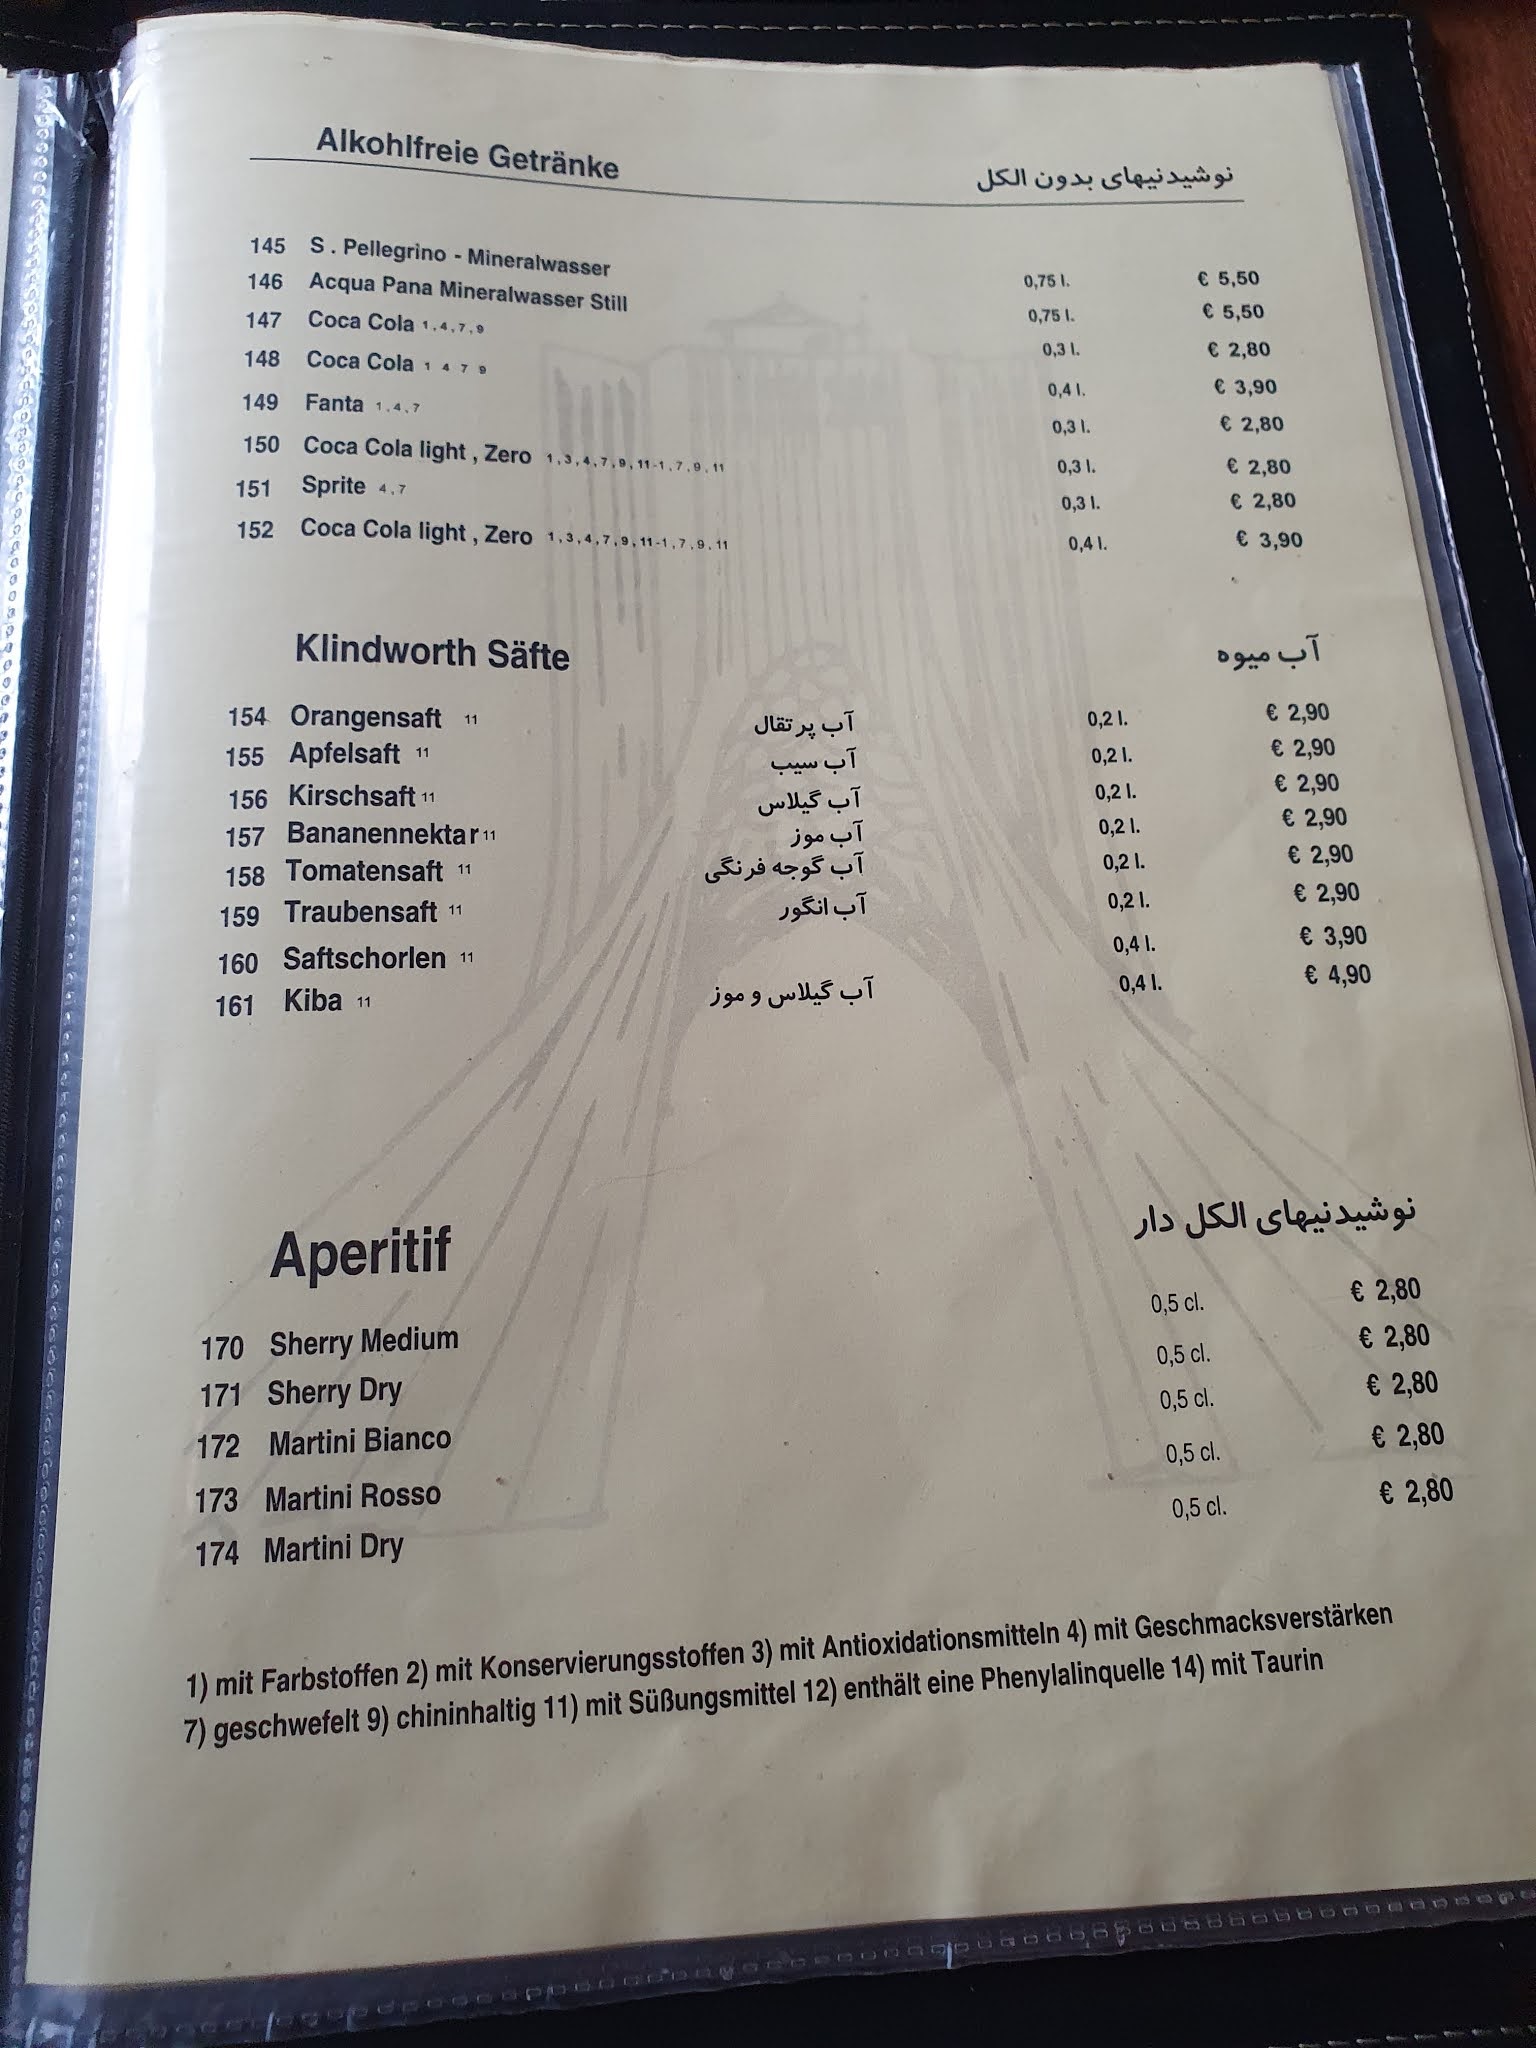 Alkohlfreie Getränke نوشیدنیهای بدون الکل
145 S . Pellegrino - Mineralwasser 0,75 l. € 5,50
146 Acqua Pana Mineralwasser Still 0,75 l. € 5,50
147 Coca Cola 1,4,7,9 0,3 l. € 2,80
148 Coca Cola 1 4 7 9 0,4 l. € 3,90
149 Fanta 1,4,7 0,3 l. € 2,80
150 Coca Cola light , Zero 1,3,4,7,9,11-1,7,9,11 0,3 l. € 2,80
151 Sprite 4,7 0,3 l. € 2,80
152 Coca Cola light , Zero 1,3,4,7,9,11-1,7,9,11 0,4 l. € 3,90
Klindworth Säfte آب میوه
154 Orangensaft 11 آب پرتقال 0,2 l. € 2,90
155 Apfelsaft 11 آب سیب 0,2 l. € 2,90
156 Kirschsaft 11 آب گیلاس 0,2 l. € 2,90
157 Bananennektar 11 آب موز 0,2 l. € 2,90
158 Tomatensaft 11 آب گوجه فرنگی 0,2 l. € 2,90
159 Traubensaft 11 آب انگور 0,2 l. € 2,90
160 Saftschorlen 11 0,4 l. € 3,90
161 Kiba 11 آب گیلاس و موز 0,4 l. € 4,90
Aperitif نوشیدنیهای الکل دار
170 Sherry Medium 0,5 cl. € 2,80
171 Sherry Dry 0,5 cl. € 2,80
172 Martini Bianco 0,5 cl. € 2,80
173 Martini Rosso 0,5 cl. € 2,80
174 Martini Dry 0,5 cl. € 2,80
1) mit Farbstoffen 2) mit Konservierungsstoffen 3) mit Antioxidationsmitteln 4) mit Geschmacksverstärken
7) geschwefelt 9) chininhaltig 11) mit Süßungsmittel 12) enthält eine Phenylalinquelle 14) mit Taurin